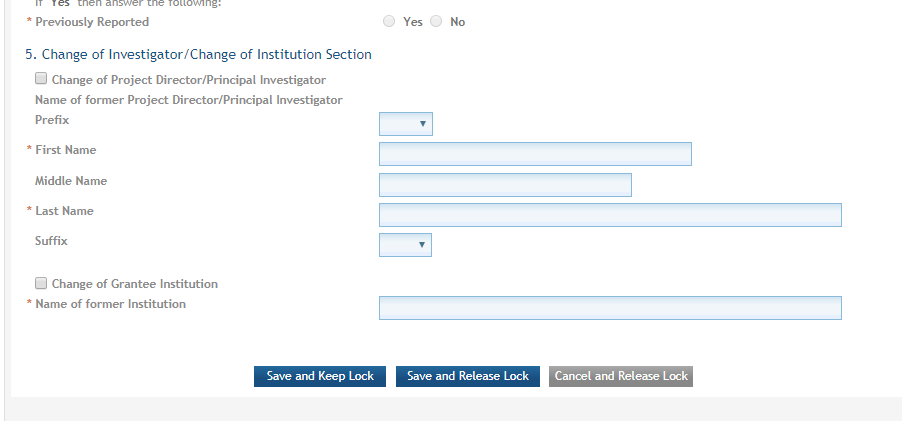 If "Yes" then answer the following:
* Previously Reported
Yes No
5. Change of Investigator/Change of Institution Section
Change of Project Director/Principal Investigator
Name of former Project Director/Principal Investigator
Prefix
* First Name
Middle Name
* Last Name
Suffix
Change of Grantee Institution
* Name of former Institution
Save and Keep Lock Save and Release Lock Cancel and Release Lock